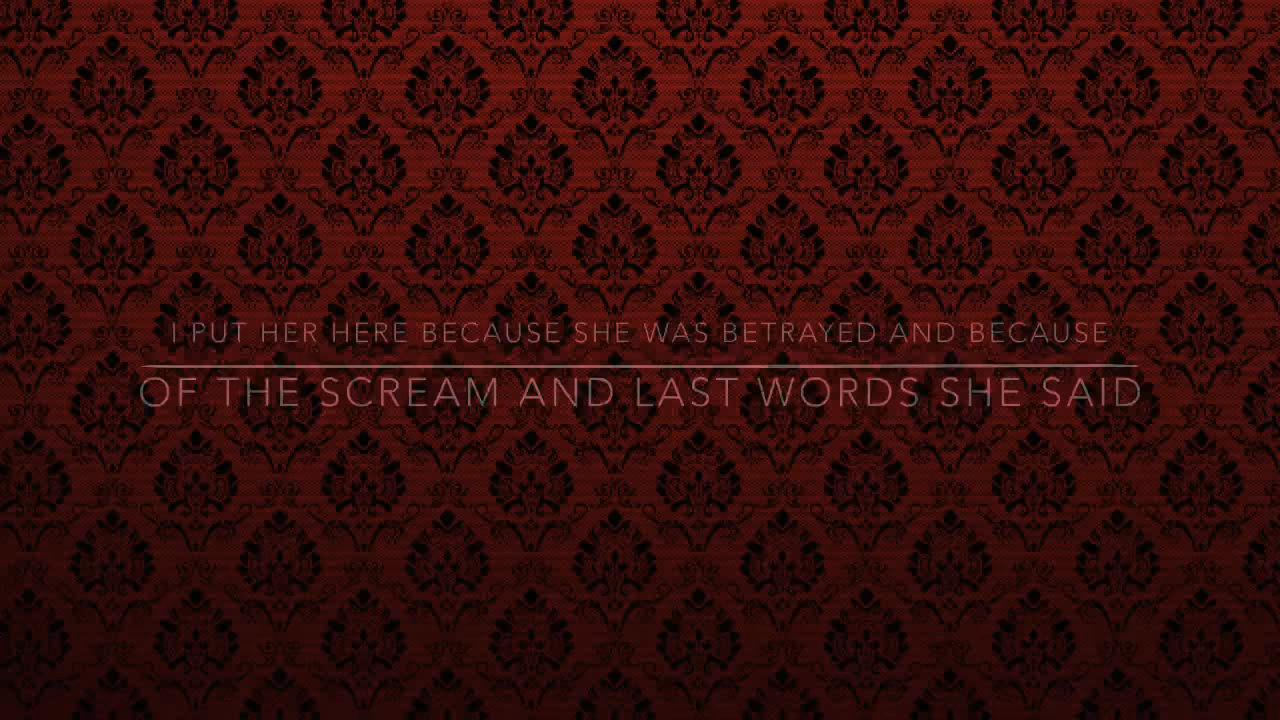 I PUT HER HERE BECAUSE SHE WAS BETRAYED AND BECAUSE
OF THE SCREAM AND LAST WORDS SHE SAID